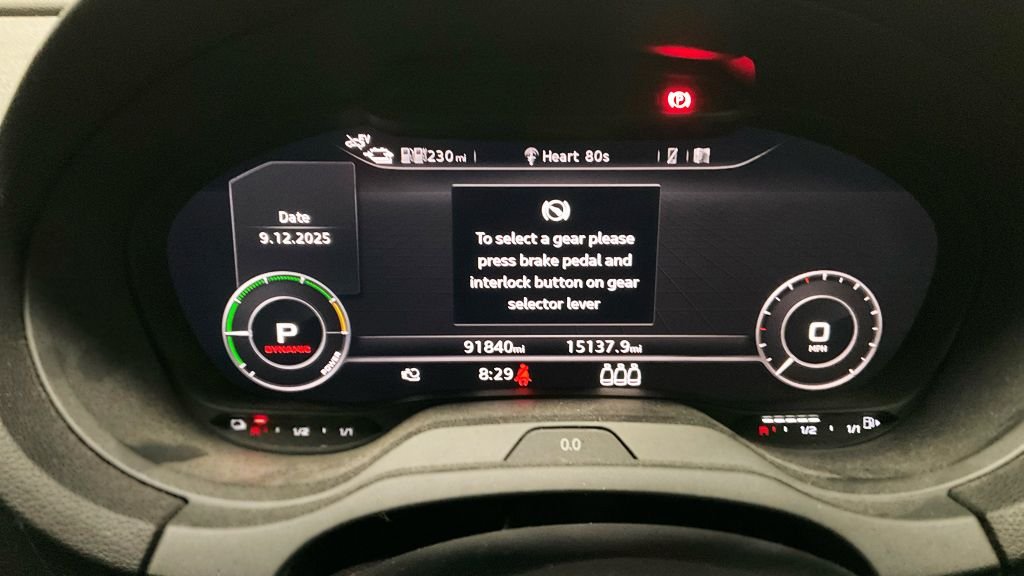 EV
230mi
Heart 80s
Date
9.12.2025
To select a gear please
press brake pedal and
interlock button on gear
selector lever
P
DYNAMIC
POWER
0
MPH
91840mi 15137.9mi
8:29
R 1/2 1/1
R 1/2 1/1
0.0